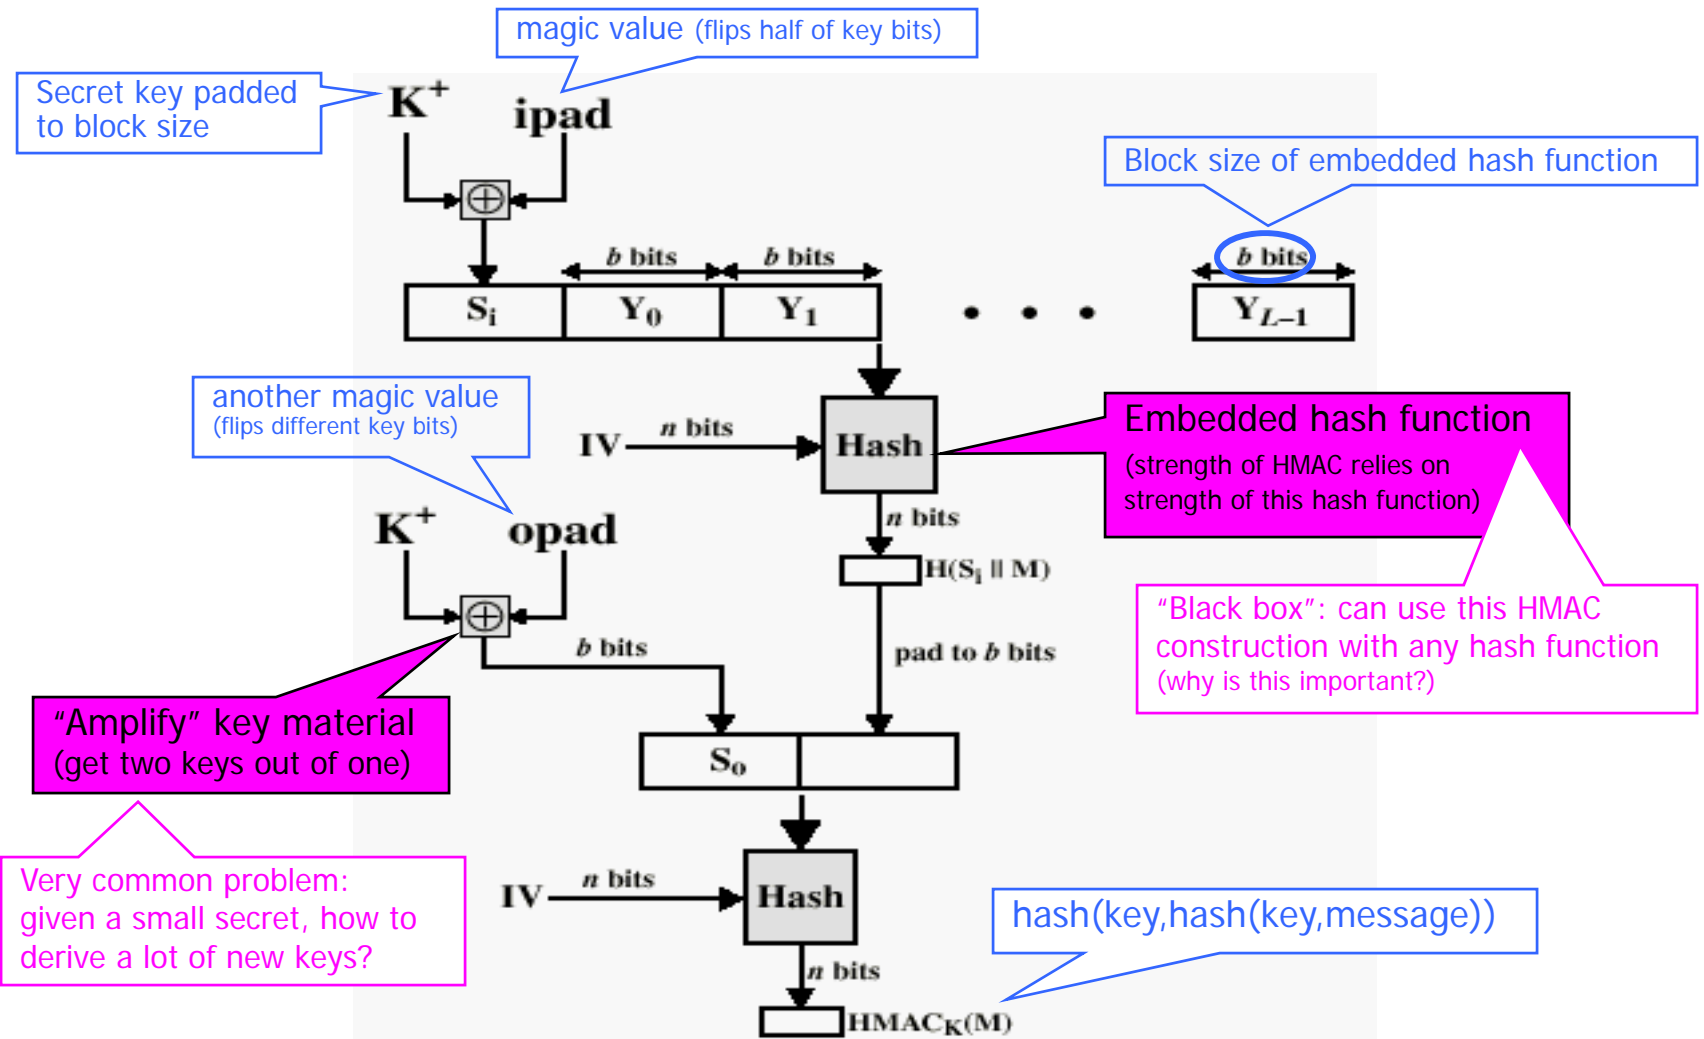 magic value (flips half of key bits)
Secret key padded
to block size
K+
ipad
Block size of embedded hash function
⊕
b bits
b bits
b bits
Si
Y0
Y1
• • •
YL−1
another magic value
(flips different key bits)
IV
n bits
Hash
Embedded hash function
(strength of HMAC relies on
strength of this hash function)
K+
opad
n bits
H(Si || M)
"Black box": can use this HMAC
construction with any hash function
(why is this important?)
⊕
b bits
pad to b bits
"Amplify" key material
(get two keys out of one)
So
Very common problem:
given a small secret, how to
derive a lot of new keys?
IV
n bits
Hash
hash(key,hash(key,message))
n bits
HMACK(M)